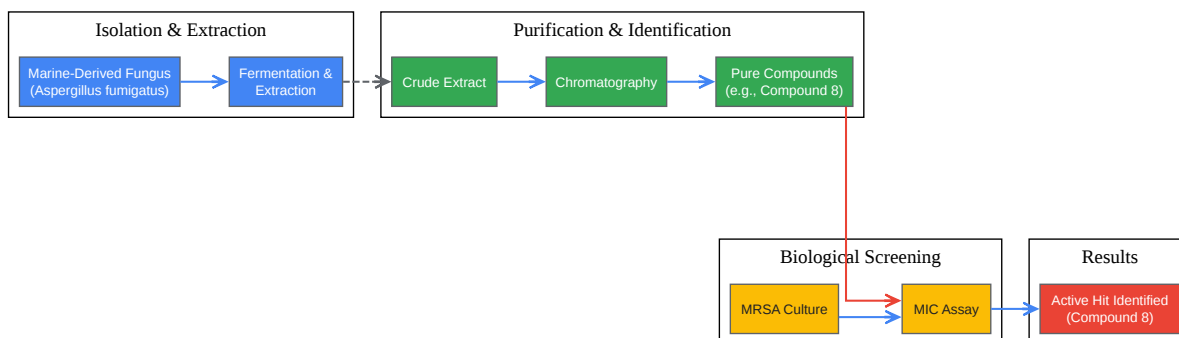 Isolation & Extraction
Marine-Derived Fungus
(Aspergillus fumigatus)
Fermentation &
Extraction
Purification & Identification
Crude Extract
Chromatography
Pure Compounds
(e.g., Compound 8)
Biological Screening
MRSA Culture
MIC Assay
Results
Active Hit Identified
(Compound 8)